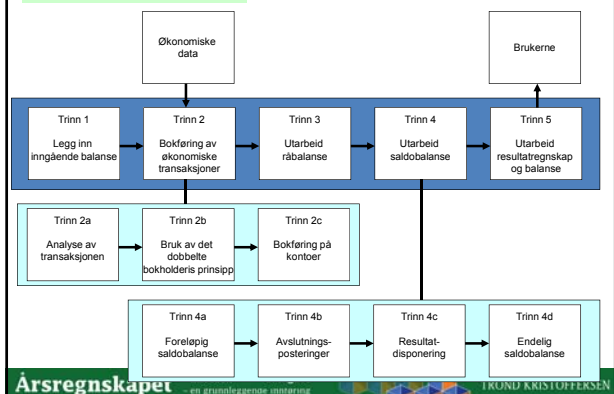 Økonomiske
data
Brukerne
Trinn 1
Legg inn
inngående balanse
Trinn 2
Bokføring av
økonomiske
transaksjoner
Trinn 3
Utarbeid
råbalanse
Trinn 4
Utarbeid
saldobalanse
Trinn 5
Utarbeid
resultatregnskap
og balanse
Trinn 2a
Analyse av
transaksjonen
Trinn 2b
Bruk av det
dobbelte
bokholderis prinsipp
Trinn 2c
Bokføring på
kontoer
Trinn 4a
Foreløpig
saldobalanse
Trinn 4b
Avslutnings-
posteringer
Trinn 4c
Resultat-
disponering
Trinn 4d
Endelig
saldobalanse
Årsregnskapet
– en grunnleggende innføring
TROND KRISTOFFERSEN